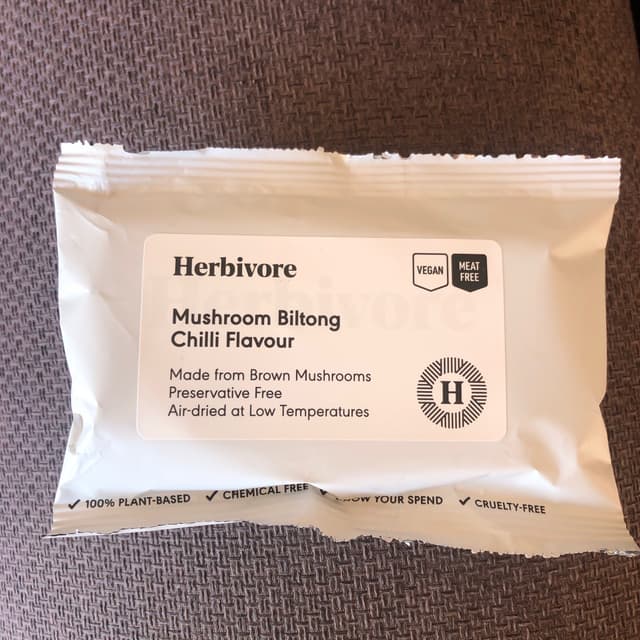 Herbivore
VEGAN
MEAT
FREE
Mushroom Biltong
Chilli Flavour
Made from Brown Mushrooms
Preservative Free
Air-dried at Low Temperatures
H
✓ 100% PLANT-BASED ✓ CHEMICAL FREE YOUR SPEND ✓ CRUELTY-FREE